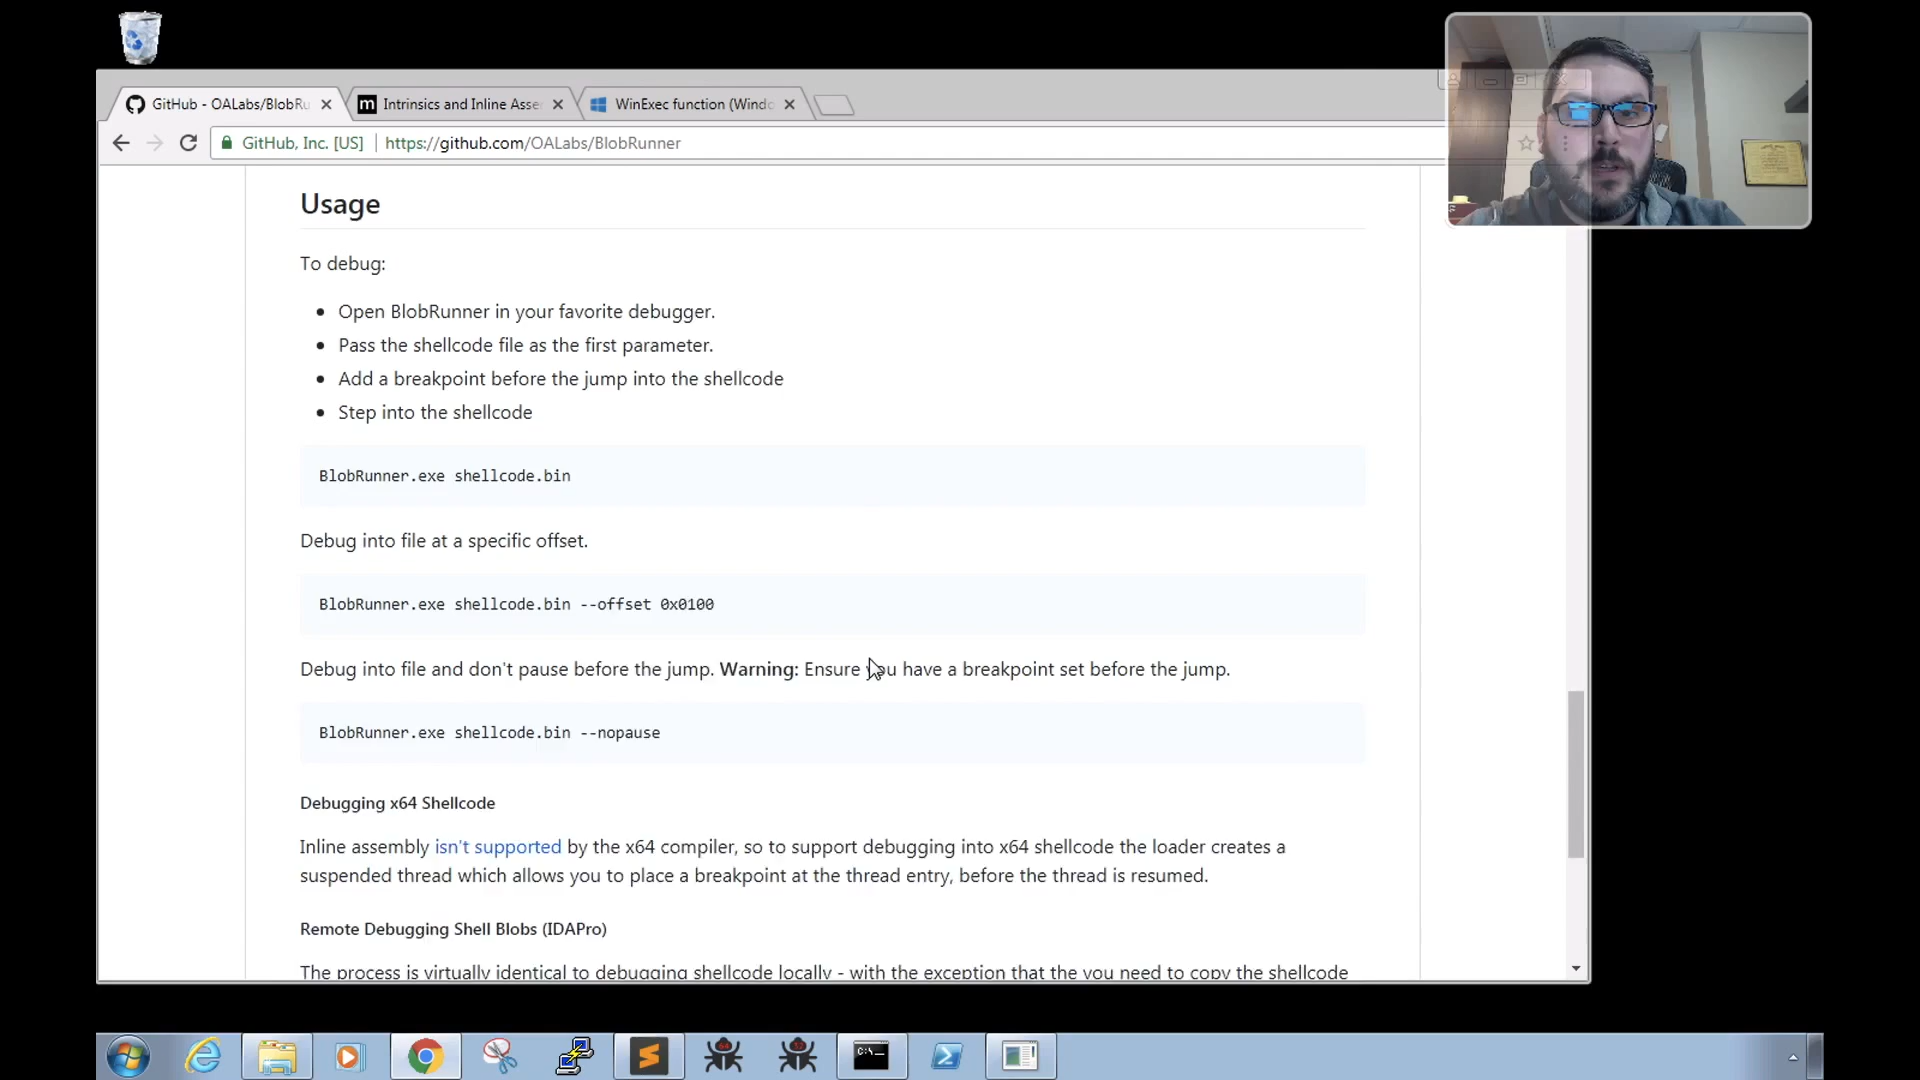 GitHub - OALabs/BlobRu
Intrinsics and Inline Asse
WinExec function (Windo
GitHub, Inc. [US] https://github.com/OALabs/BlobRunner
Usage
To debug:
Open BlobRunner in your favorite debugger.
Pass the shellcode file as the first parameter.
Add a breakpoint before the jump into the shellcode
Step into the shellcode
BlobRunner.exe shellcode.bin
Debug into file at a specific offset.
BlobRunner.exe shellcode.bin --offset 0x0100
Debug into file and don't pause before the jump. Warning: Ensure you have a breakpoint set before the jump.
BlobRunner.exe shellcode.bin --nopause
Debugging x64 Shellcode
Inline assembly isn't supported by the x64 compiler, so to support debugging into x64 shellcode the loader creates a
suspended thread which allows you to place a breakpoint at the thread entry, before the thread is resumed.
Remote Debugging Shell Blobs (IDAPro)
The process is virtually identical to debugging shellcode locally - with the exception that the you need to copy the shellcode